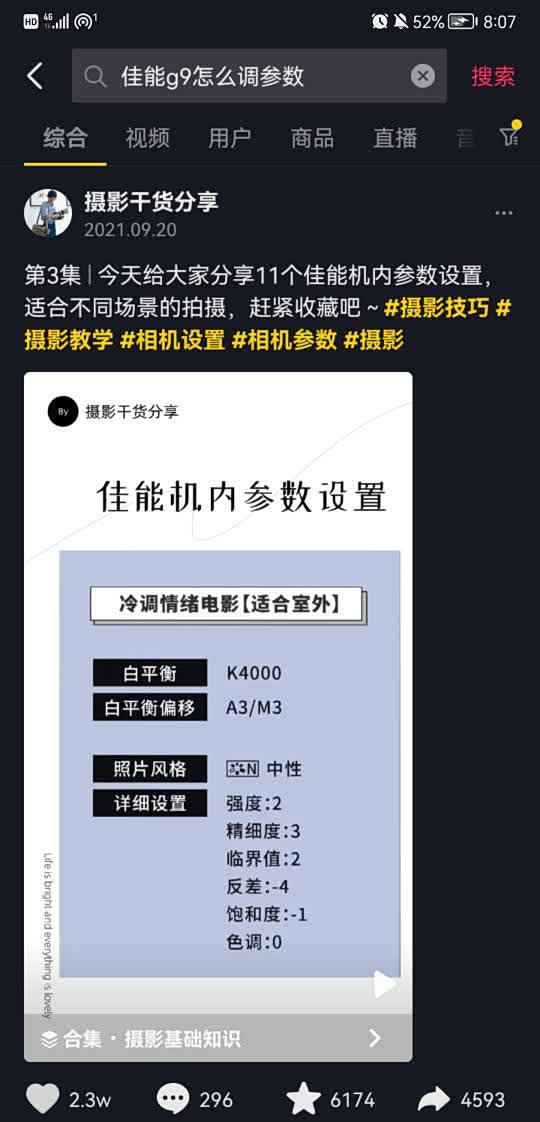 HD 4G 1 52% 8:07
佳能g9怎么调参数 搜索
综合 视频 用户 商品 直播 音
摄影干货分享
2021.09.20
第3集 | 今天给大家分享11个佳能机内参数设置，
适合不同场景的拍摄，赶紧收藏吧 ~ #摄影技巧 #
摄影教学 #相机设置 #相机参数 #摄影
By 摄影干货分享
佳能机内参数设置
冷调情绪电影【适合室外】
白平衡 K4000
白平衡偏移 A3/M3
照片风格 N 中性
详细设置 强度:2
精细度:3
临界值:2
反差:-4
饱和度:-1
色调:0
Life is bright and everything is lovely
合集 · 摄影基础知识
2.3w 296 6174 4593